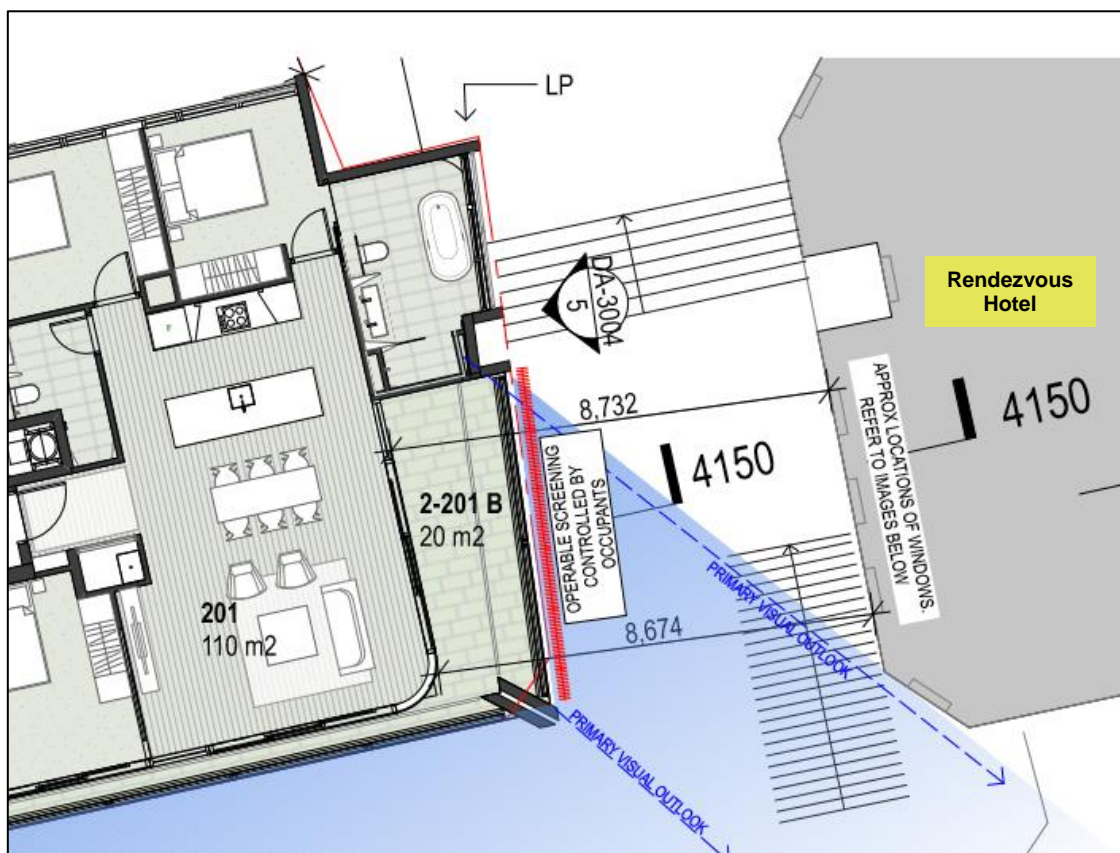 LP
DA-3004
5
Rendezvous
Hotel
APPROX LOCATIONS OF WINDOWS.
REFER TO IMAGES BELOW
4150
8,732
4150
OPERABLE SCREENING
CONTROLLED BY
OCCUPANTS
2-201 B
20 m2
201
110 m2
8,674
PRIMARY VISUAL OUTLOOK
PRIMARY VISUAL OUTLOOK